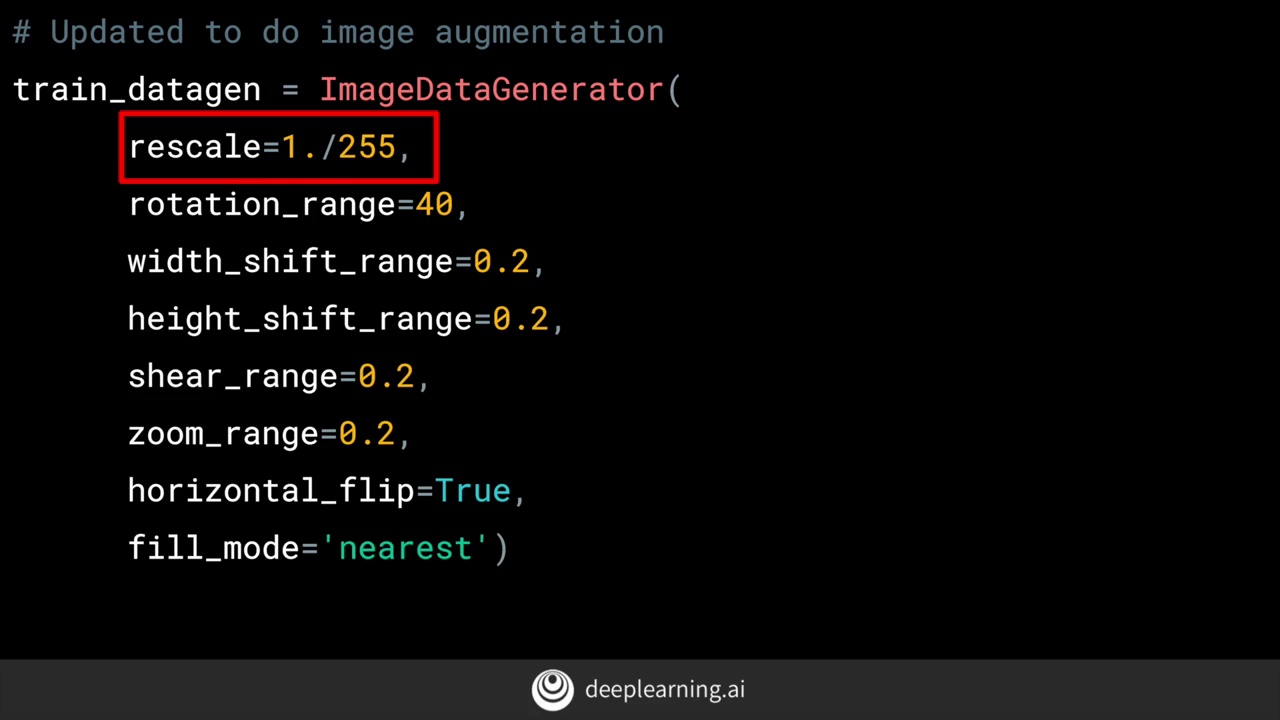 # Updated to do image augmentation
train_datagen = ImageDataGenerator(
rescale=1./255,
rotation_range=40,
width_shift_range=0.2,
height_shift_range=0.2,
shear_range=0.2,
zoom_range=0.2,
horizontal_flip=True,
fill_mode='nearest')
deeplearning.ai